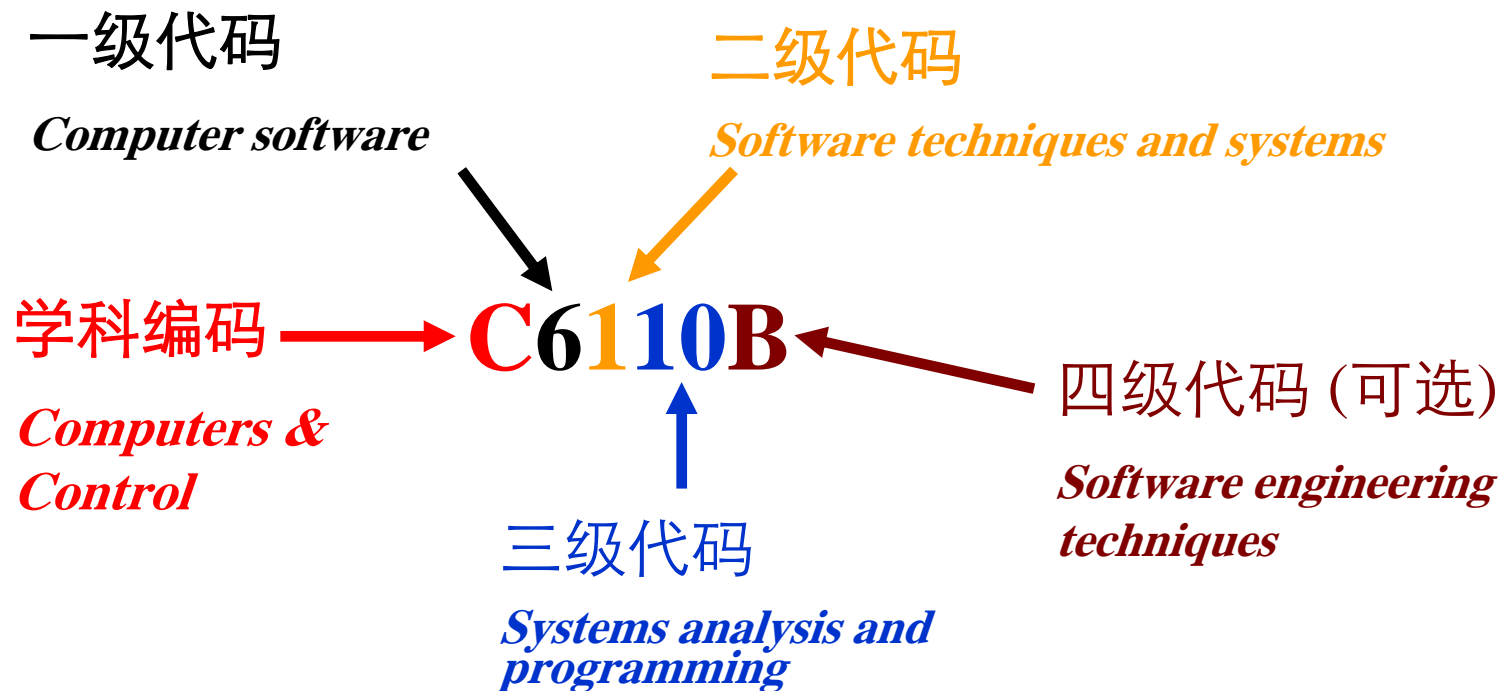 一级代码
Computer software
二级代码
Software techniques and systems
学科编码
Computers &
Control
C6110B
四级代码 (可选)
Software engineering
techniques
三级代码
Systems analysis and
programming